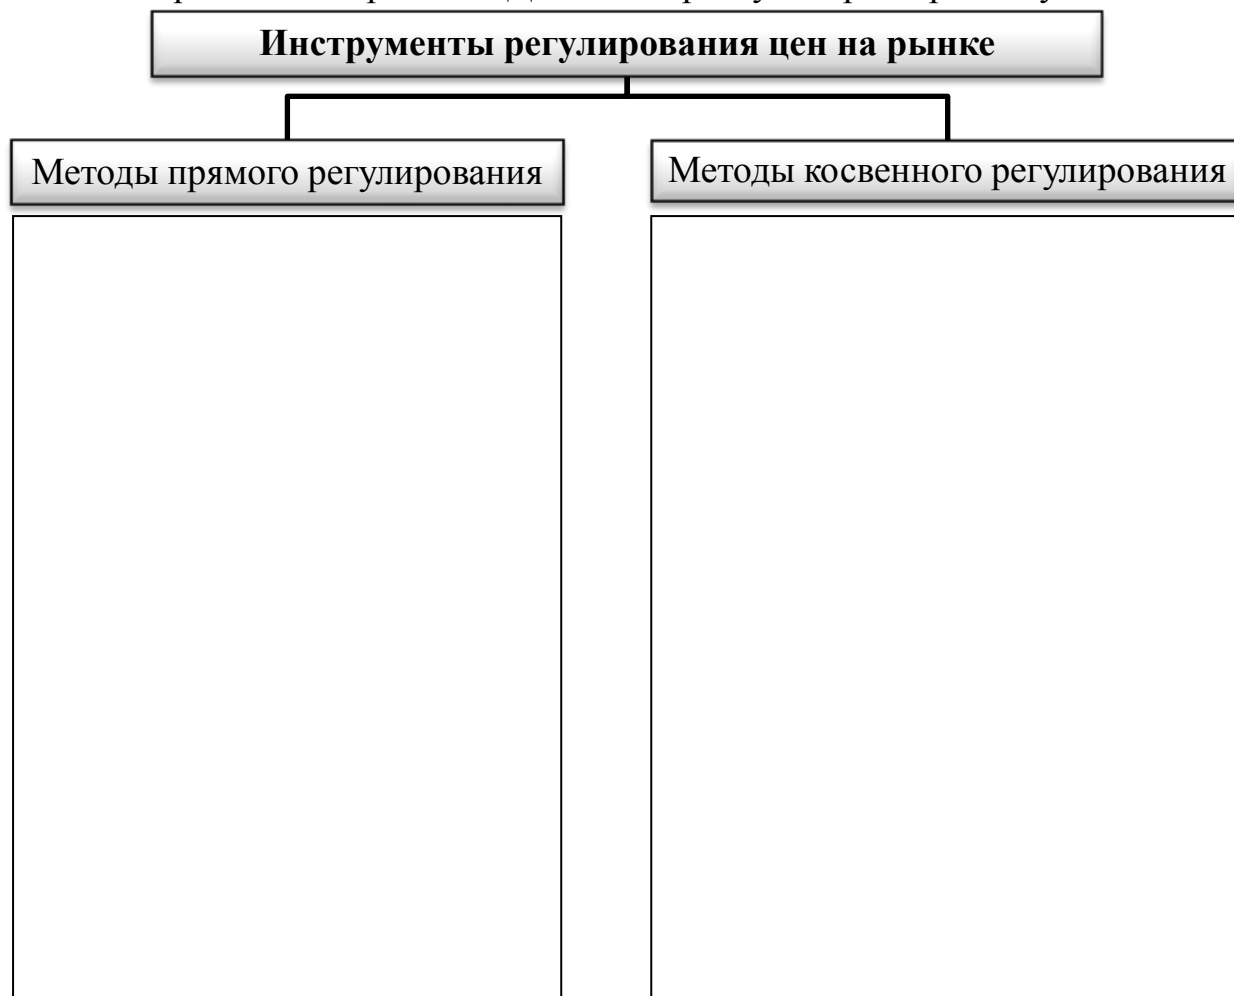 Инструменты регулирования цен на рынке
Методы прямого регулирования
Методы косвенного регулирования